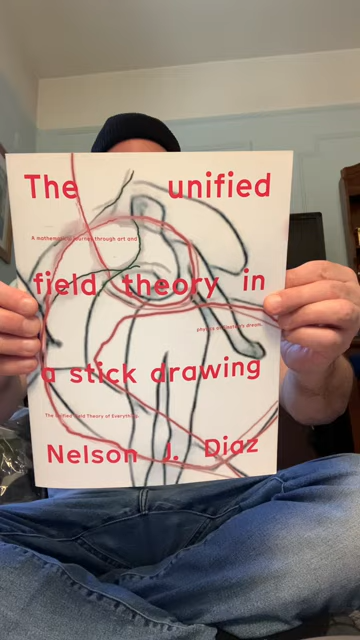 The unified
A mathematical journey through art and
field theory in
physics
a stick drawing
The Unified Field Theory of Everything
Nelson J. Diaz